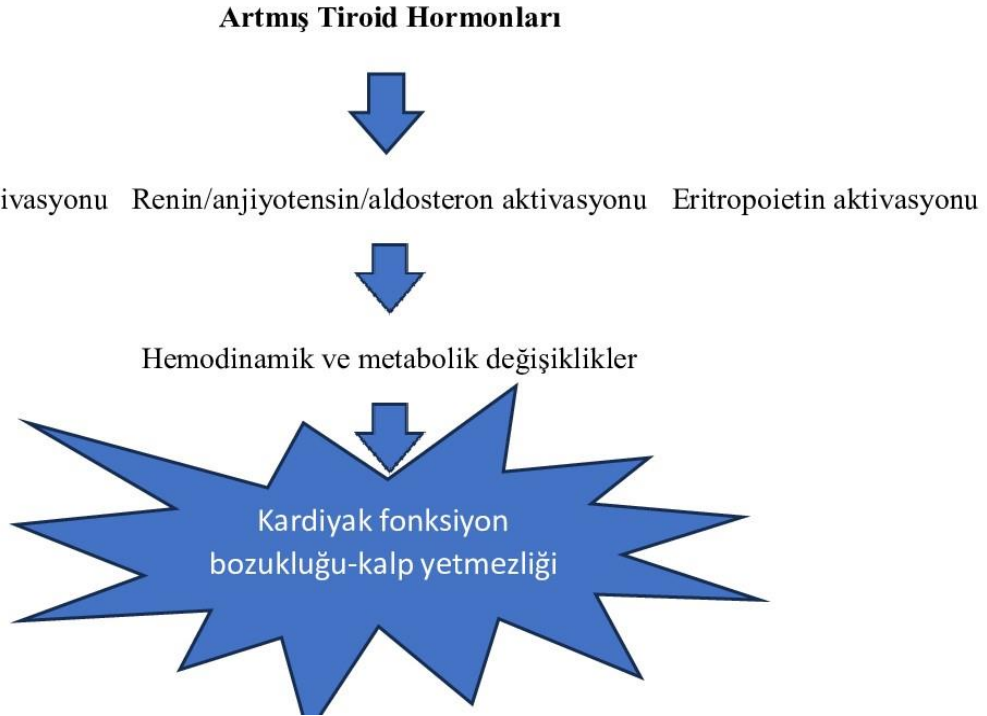 Artmış Tiroid Hormonları
ivasyonu Renin/anjiyotensin/aldosteron aktivasyonu Eritropoietin aktivasyonu
Hemodinamik ve metabolik değişiklikler
Kardiyak fonksiyon
bozukluğu-kalp yetmezliği